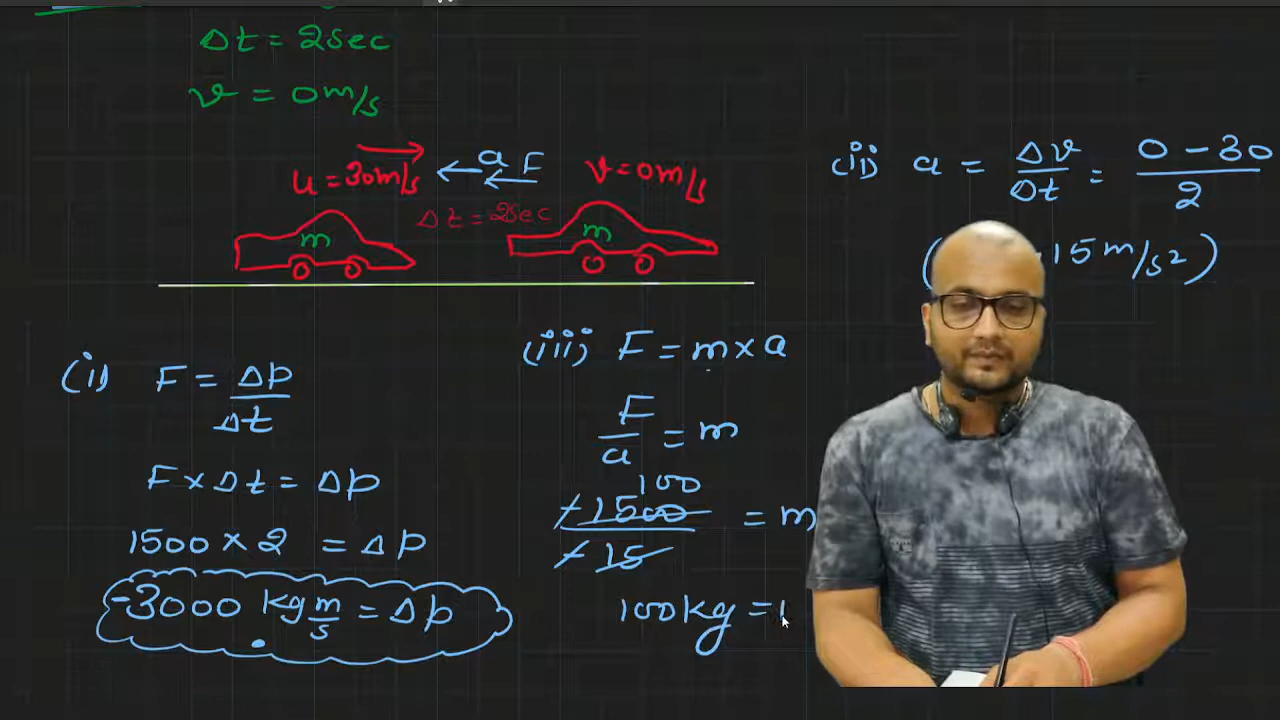 Δt = 2sec
v = 0m/s
u = 30m/s
a F
v = 0m/s
Δt = 2sec
m
m
(ii) a = Δv/Δt = 0 - 30/2
15 m/s2)
(i) F = Δp/Δt
F × Δt = Δp
1500 × 2 = Δp
-3000 kg m/s = Δp
(iii) F = m × a
F/a = m
100
-1500/-15 = m
100kg =